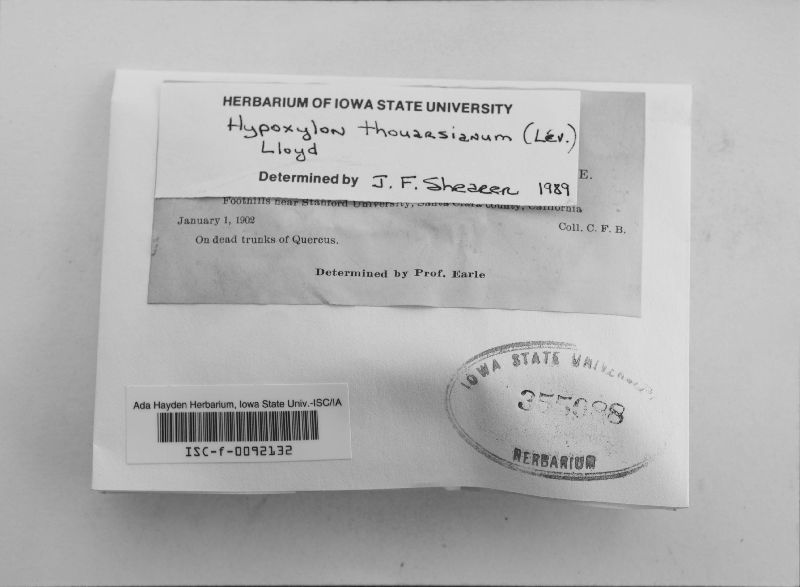 HERBARIUM OF IOWA STATE UNIVERSITY
Hypoxylon thouarsianum (Lév.)
Lloyd
Determined by J. F. Shearer 1989
E.
Foothills near Stanford University, Santa Clara County, California
January 1, 1902
Coll. C. F. B.
On dead trunks of Quercus.
Determined by Prof. Earle
IOWA STATE UNIVERSITY
355088
HERBARIUM
Ada Hayden Herbarium, Iowa State Univ.-ISC/IA
ISC-f-0092132